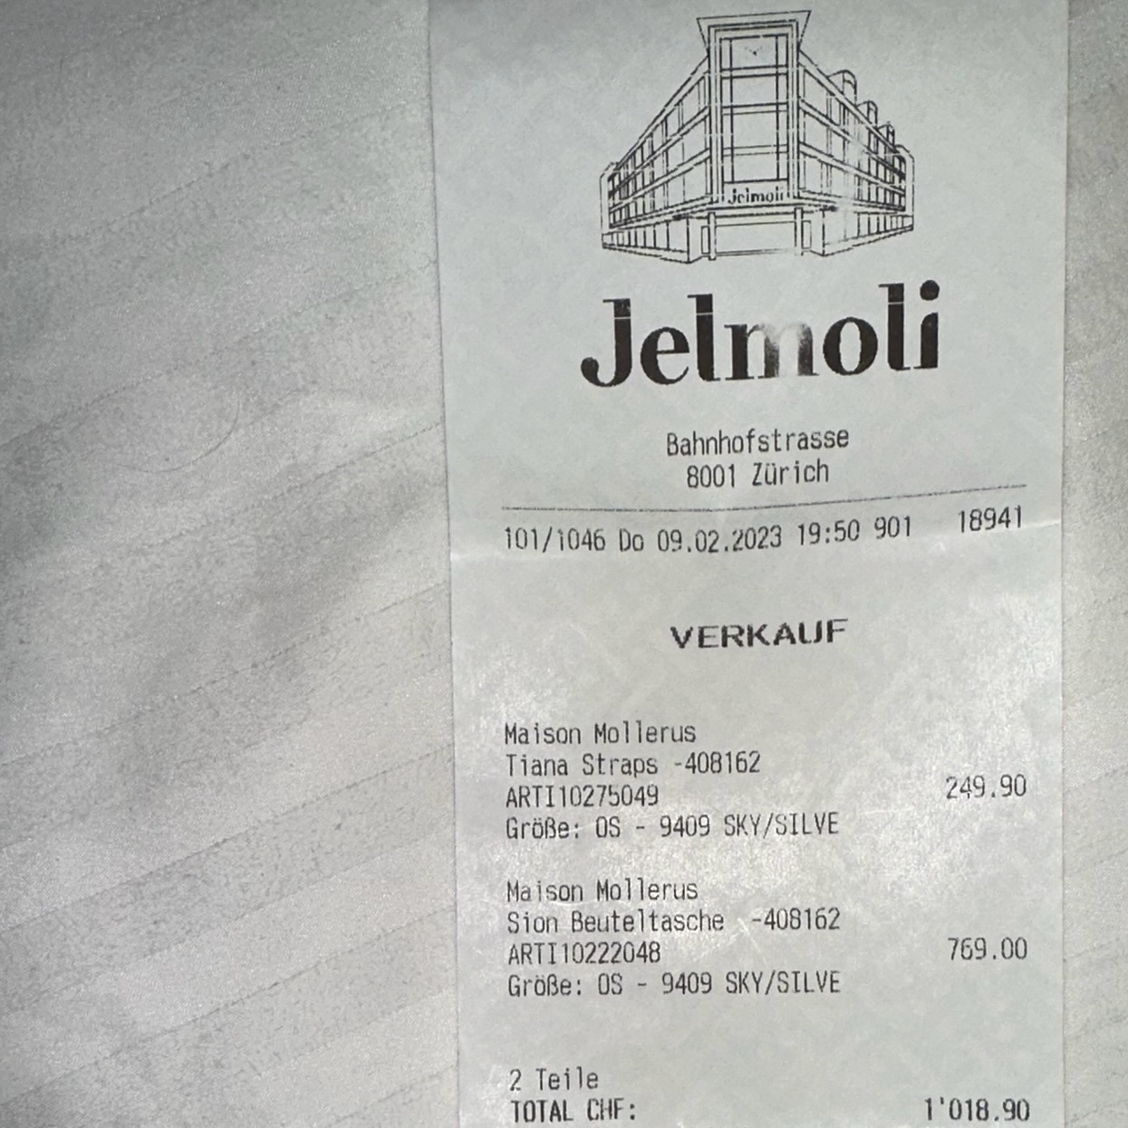 Jelmoli
Jelmoli
Bahnhofstrasse
8001 Zürich
101/1046 Do 09.02.2023 19:50 901 18941
VERKAUF
Maison Mollerus
Tiana Straps -408162
ARTI10275049 249.90
Größe: OS - 9409 SKY/SILVE
Maison Mollerus
Sion Beuteltasche -408162
ARTI10222048 769.00
Größe: OS - 9409 SKY/SILVE
2 Teile
TOTAL CHF: 1'018.90